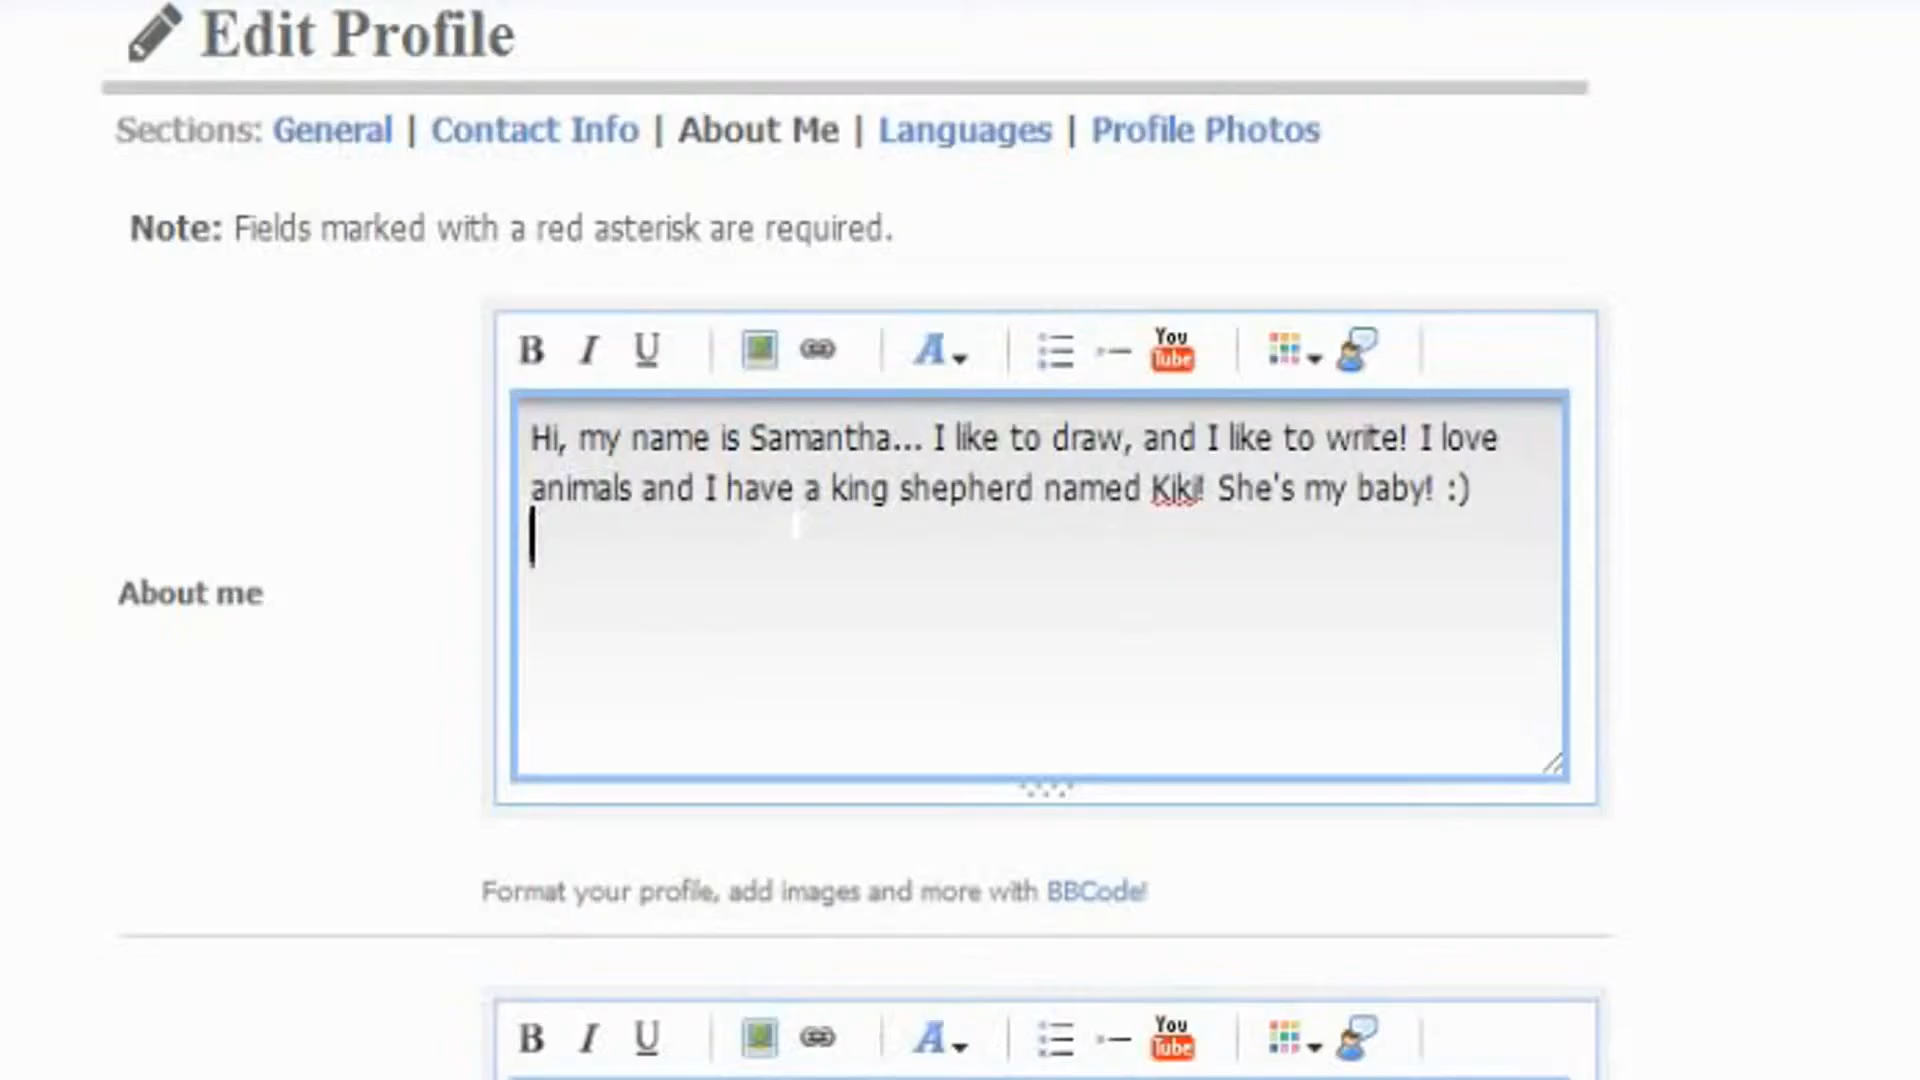 Edit Profile
Sections: General | Contact Info | About Me | Languages | Profile Photos
Note: Fields marked with a red asterisk are required.
B I U A You Tube
Hi, my name is Samantha... I like to draw, and I like to write! I love
animals and I have a king shepherd named Kiki! She's my baby! :)
About me
Format your profile, add images and more with BBCode!
B I U A You Tube